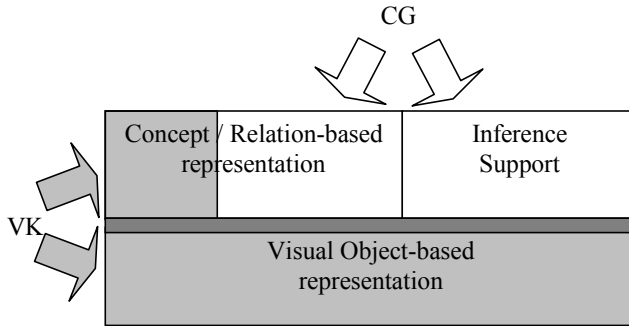 CG
Concept / Relation-based
representation
Inference
Support
VK
Visual Object-based
representation